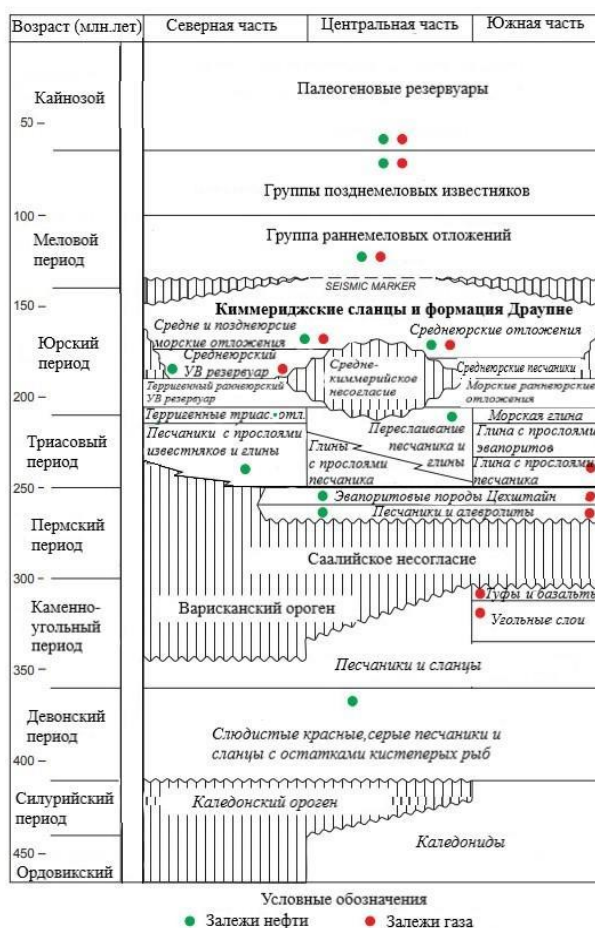 Возраст (млн.лет) Северная часть Центральная часть Южная часть
Палеогеновые резервуары
Кайнозой
50
Группы позднемеловых известняков
100
Меловой
период
Группа раннемеловых отложений
SEISMIC MARKER
150
Киммериджские сланцы и формация Драупне
Юрский
период
Средне и позднеюрсие
морские отложения
Среднеюрские отложения
Среднеюрский
УВ резервуар
Средне-
киммерийское
несогласие
Среднеюрские песчаники
Терригенный раннеюрский
УВ резервуар
Морские раннеюрские
отложения
200
Терригенные триас. отл.
Морская глина
Триасовый
период
Песчаники с прослоями
известняков и глины
Глины
с прослоями
песчаника
Переслаивание
песчаника и
глины
Глина с прослоями
эвапоритов
Глина с прослоями
песчаника
250
Эвапоритовые породы Цехштайн
Песчаники и алевролиты
Пермский
период
Саалийское несогласие
300
Каменно-
угольный
период
Варисканский ороген
Туфы и базальты
Угольные слои
350
Песчаники и сланцы
Девонский
период
Слюдистые красные,серые песчаники и
сланцы с остатками кистеперых рыб
400
Силурийский
период
Каледонский ороген
Каледониды
450
Ордовикский
Условные обозначения
Залежи нефти Залежи газа